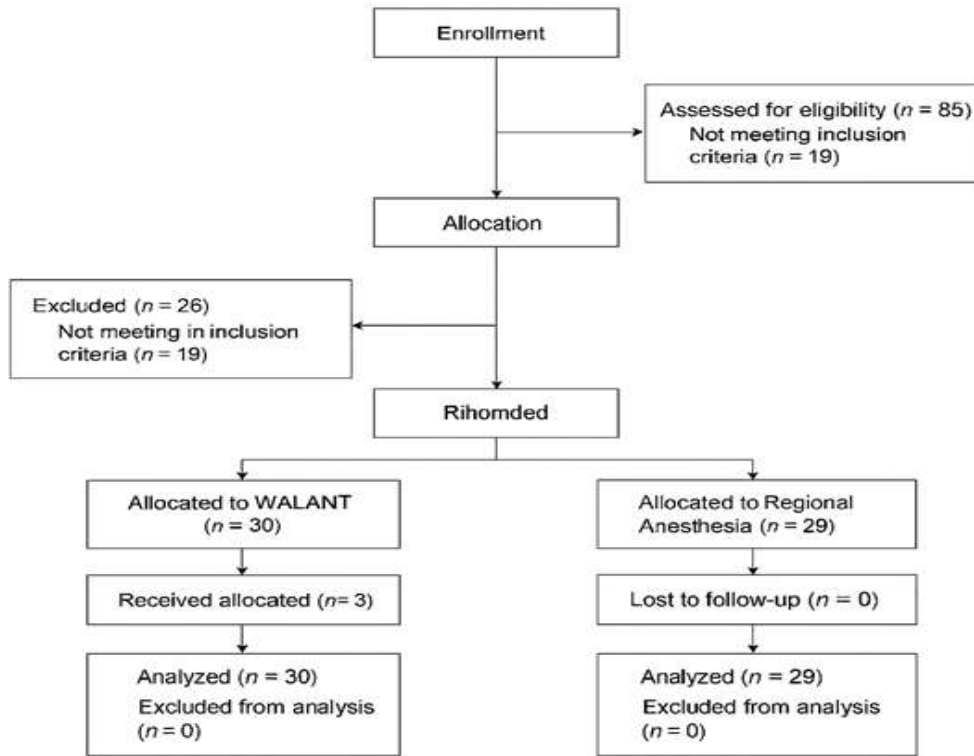 Enrollment
Assessed for eligibility (n = 85)
Not meeting inclusion
criteria (n = 19)
Allocation
Excluded (n = 26)
Not meeting in inclusion
criteria (n = 19)
Rihomded
Allocated to WALANT
(n = 30)
Allocated to Regional
Anesthesia (n = 29)
Received allocated (n= 3)
Lost to follow-up (n = 0)
Analyzed (n = 30)
Excluded from analysis
(n = 0)
Analyzed (n = 29)
Excluded from analysis
(n = 0)